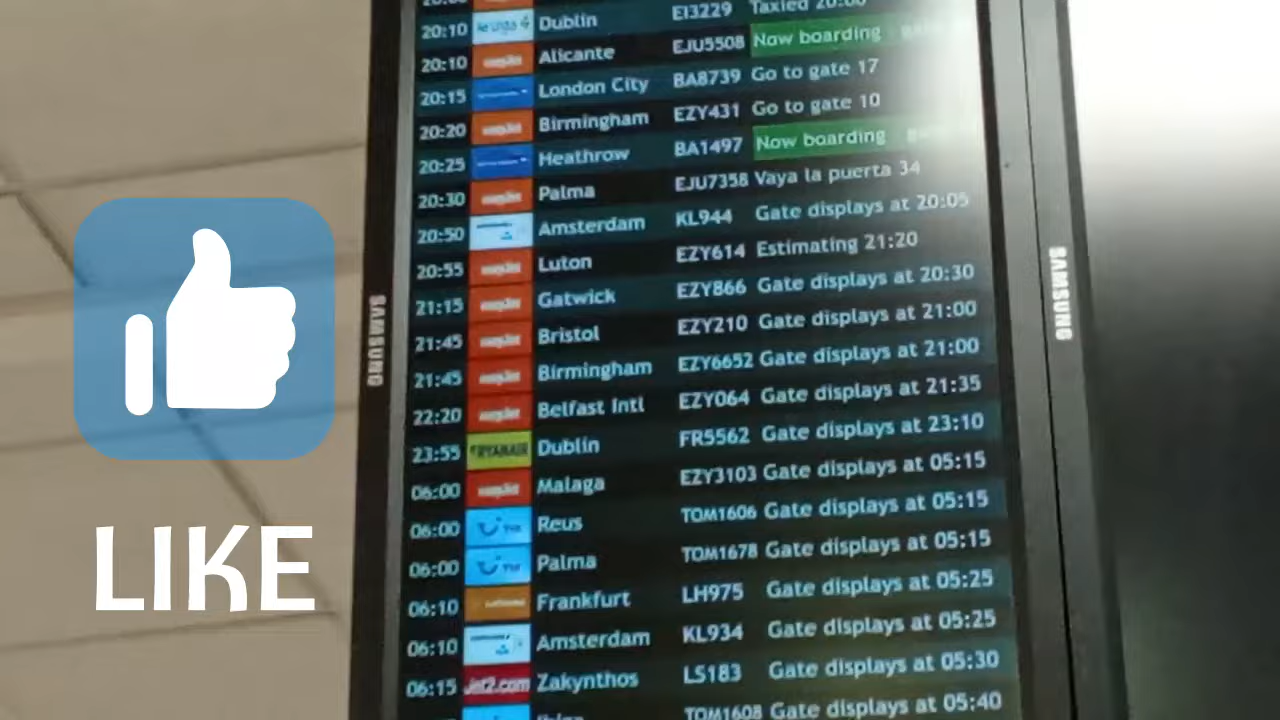 20:10 Dublin EI3229 Taxied 20:00
20:10 Alicante EJU5508 Now boarding
20:15 London City BA8739 Go to gate 17
20:20 Birmingham EZY431 Go to gate 10
20:25 Heathrow BA1497 Now boarding
20:30 Palma EJU7358 Vaya la puerta 34
20:50 Amsterdam KL944 Gate displays at 20:05
20:55 Luton EZY614 Estimating 21:20
21:15 Gatwick EZY866 Gate displays at 20:30
21:45 Bristol EZY210 Gate displays at 21:00
21:45 Birmingham EZY6652 Gate displays at 21:00
22:20 Belfast Intl EZY064 Gate displays at 21:35
23:55 RYANAIR Dublin FR5562 Gate displays at 23:10
06:00 Malaga EZY3103 Gate displays at 05:15
06:00 Reus TOM1606 Gate displays at 05:15
06:00 Palma TOM1678 Gate displays at 05:15
06:10 Frankfurt LH975 Gate displays at 05:25
06:10 Amsterdam KL934 Gate displays at 05:25
06:15 Jet2.com Zakynthos LS183 Gate displays at 05:30
TOM1608 Gate displays at 05:40
SAMSUNG
SAMSUNG
LIKE